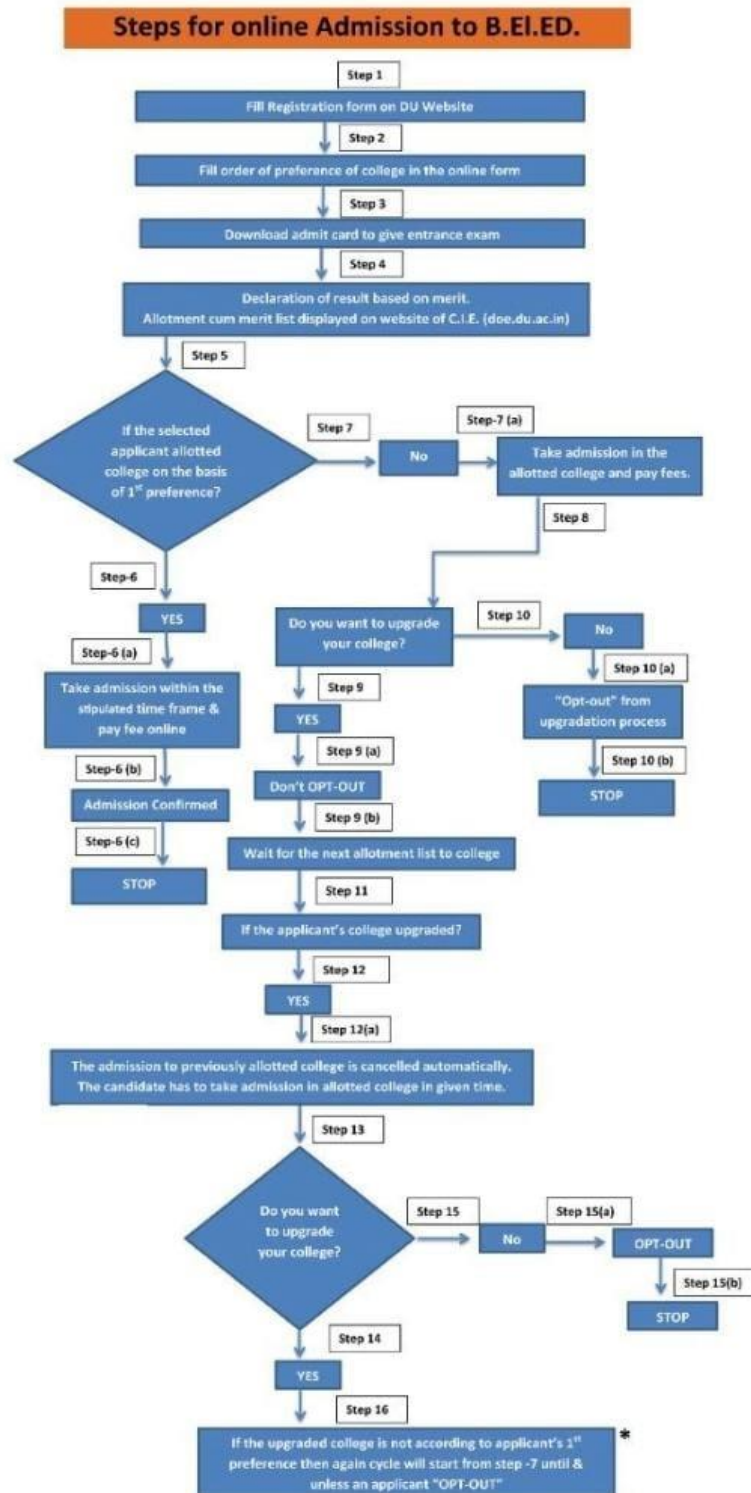 Steps for online Admission to B.El.ED.
Step 1
Fill Registration form on DU Website
Step 2
Fill order of preference of college in the online form
Step 3
Download admit card to give entrance exam
Step 4
Declaration of result based on merit.
Allotment cum merit list displayed on website of C.I.E. (doe.du.ac.in)
Step 5
If the selected
applicant allotted
college on the basis
of 1st preference?
Step 7
No
Step-7 (a)
Take admission in the
allotted college and pay fees.
Step 8
Step-6
YES
Step-6 (a)
Take admission within the
stipulated time frame &
pay fee online
Step-6 (b)
Admission Confirmed
Step-6 (c)
STOP
Do you want to upgrade
your college?
Step 10
No
Step 10 (a)
"Opt-out" from
upgradation process
Step 10 (b)
STOP
Step 9
YES
Step 9 (a)
Don't OPT-OUT
Step 9 (b)
Wait for the next allotment list to college
Step 11
If the applicant's college upgraded?
Step 12
YES
Step 12(a)
The admission to previously allotted college is cancelled automatically.
The candidate has to take admission in allotted college in given time.
Step 13
Do you want
to upgrade
your college?
Step 15
No
Step 15(a)
OPT-OUT
Step 15(b)
STOP
Step 14
YES
Step 16
If the upgraded college is not according to applicant's 1st *
preference then again cycle will start from step -7 until &
unless an applicant "OPT-OUT"